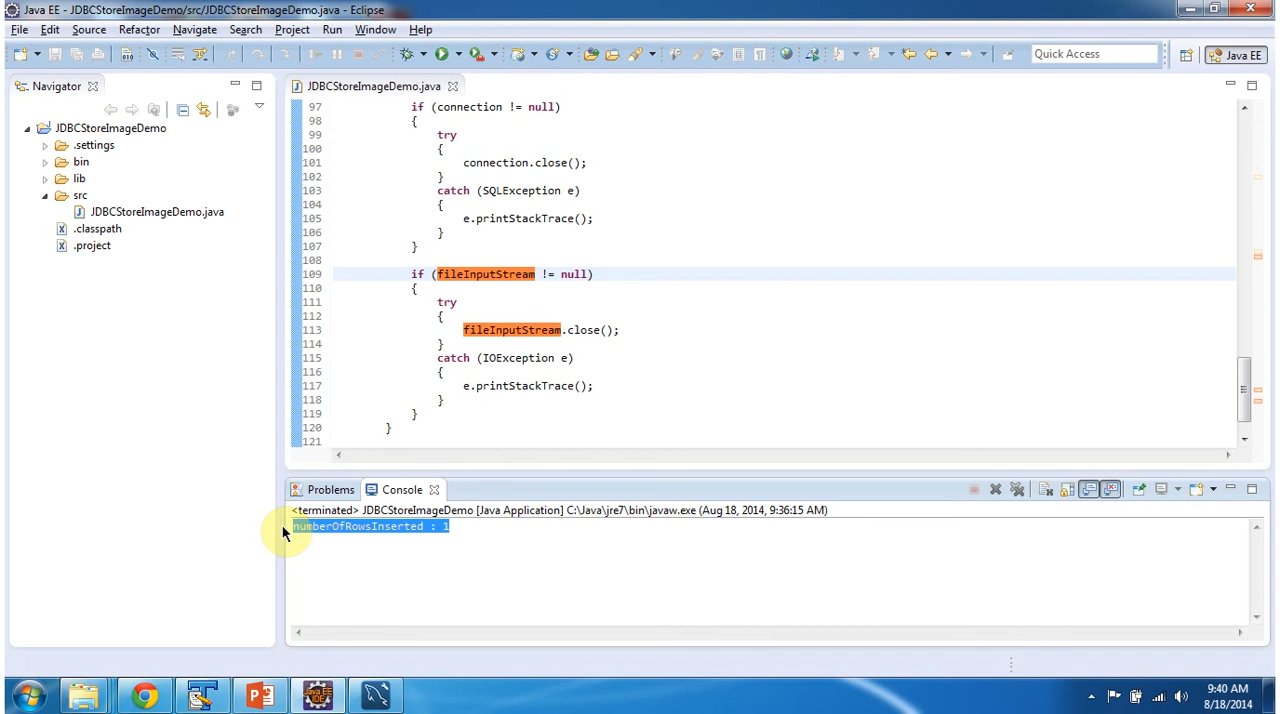 Java EE - JDBCStoreImageDemo/src/JDBCStoreImageDemo.java - Eclipse
File Edit Source Refactor Navigate Search Project Run Window Help
Quick Access
Java EE
Navigator
JDBCStoreImageDemo.java
JDBCStoreImageDemo
.settings
bin
lib
src
JDBCStoreImageDemo.java
.classpath
.project
97 if (connection != null)
98 {
99 try
100 {
101 connection.close();
102 }
103 catch (SQLException e)
104 {
105 e.printStackTrace();
106 }
107 }
108
109 if (fileInputStream != null)
110 {
111 try
112 {
113 fileInputStream.close();
114 }
115 catch (IOException e)
116 {
117 e.printStackTrace();
118 }
119 }
120 }
121
Problems Console
<terminated> JDBCStoreImageDemo [Java Application] C:\Java\jre7\bin\javaw.exe (Aug 18, 2014, 9:36:15 AM)
numberOfRowsInserted : 1
Java EE
IDE
9:40 AM
8/18/2014